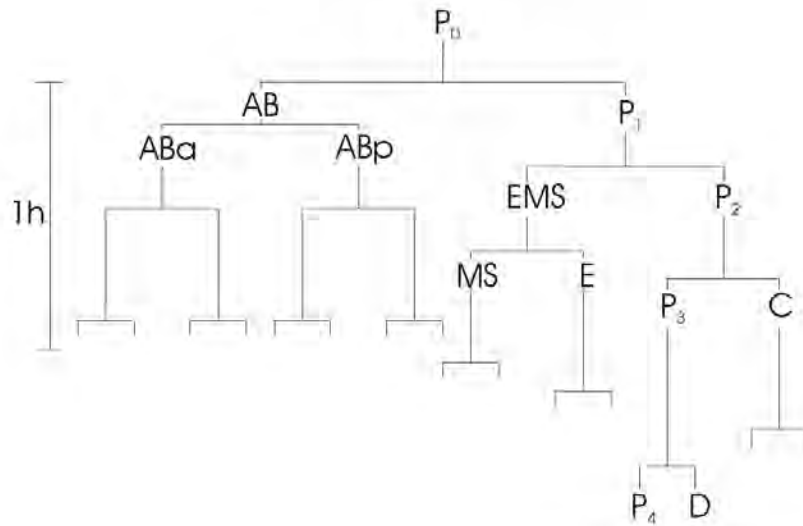 P₀
AB
P₁
ABa ABp
1h
EMS P₂
MS E
P₃ C
P₄ D